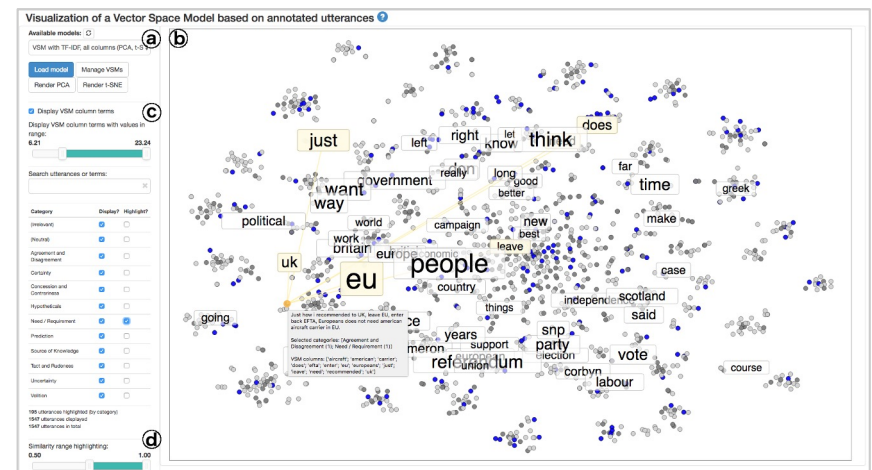 Visualization of a Vector Space Model based on annotated utterances ?
Available models:
a
VSM with TF-IDF, all columns (PCA, t-S
Load model
Manage VSMs
Render PCA
Render t-SNE
c
Display VSM column terms
Display VSM column terms with values in
range:
6.21
23.24
Search utterances or terms:
Category
Display?
Highlight?
(Irrelevant)
(Neutral)
Agreement and
Disagreement
Certainty
Concession and
Contrariness
Hypotheticals
Need / Requirement
Prediction
Source of Knowledge
Tact and Rudeness
Uncertainty
Volition
195 utterances highlighted (by category)
1547 utterances displayed
1547 utterances in total
d
Similarity range highlighting:
0.50
1.00
b
does
just
left
right
let
know
think
don
really
long
good
better
far
time
greek
government
want
way
political
world
campaign
new
best
make
work
britain
europe
economic
leave
uk
eu
people
case
country
independence
scotland
said
going
things
Just how i recommended to UK, leave EU, enter
back EFTA, Europeans does not need american
aircraft carrier in EU.
Selected categories: [Agreement and
Disagreement (1); Need / Requirement (1)]
VSM columns: ['aircraft'; 'american'; 'carrier';
'does'; 'efta'; 'enter'; 'eu'; 'europeans'; 'just';
'leave'; 'need'; 'recommended'; 'uk']
ce
years
snp
meron
support
party
european
election
vote
referendum
union
corbyn
labour
course